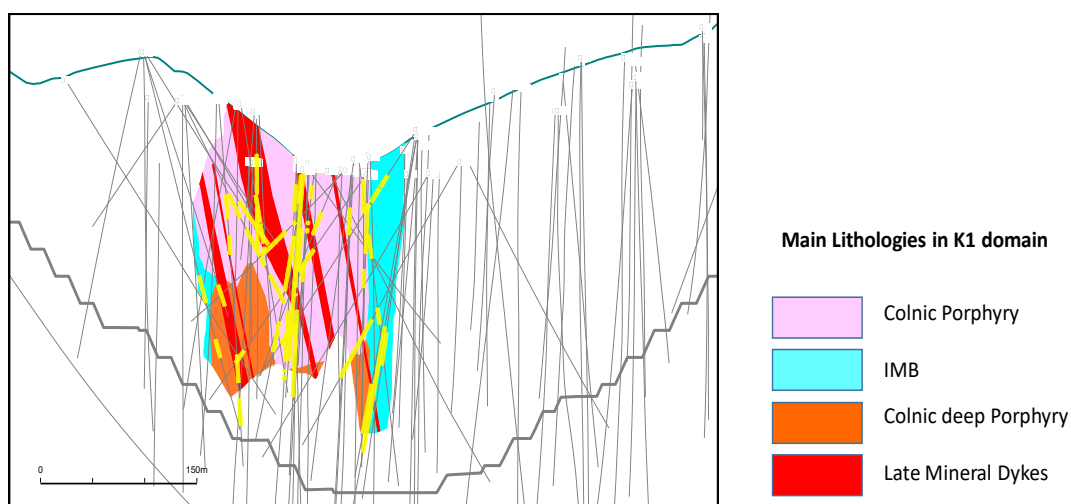 Main Lithologies in K1 domain
Colnic Porphyry
IMB
Colnic deep Porphyry
Late Mineral Dykes
0
150m